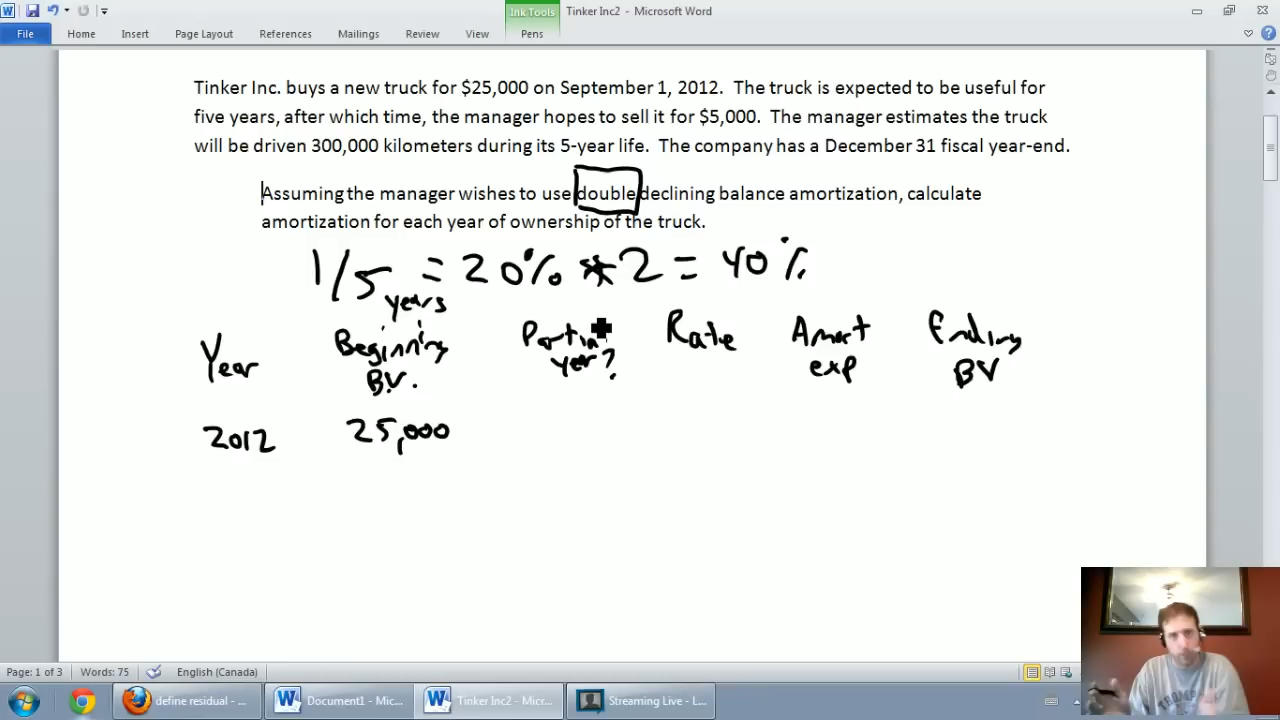 Ink Tools
Tinker Inc2 - Microsoft Word
File Home Insert Page Layout References Mailings Review View Pens
Tinker Inc. buys a new truck for $25,000 on September 1, 2012. The truck is expected to be useful for
five years, after which time, the manager hopes to sell it for $5,000. The manager estimates the truck
will be driven 300,000 kilometers during its 5-year life. The company has a December 31 fiscal year-end.
Assuming the manager wishes to use double declining balance amortization, calculate
amortization for each year of ownership of the truck.
1/5 years = 20% * 2 = 40%
Year Beginning B.V. Partial year? Rate Amort exp Ending BV
2012 25,000
Page: 1 of 3 Words: 75 English (Canada)
define residual - ... Document1 - Mic... Tinker Inc2 - Micr... Streaming Live - L...